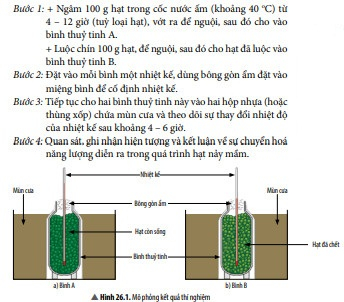 Bước 1: + Ngâm 100 g hạt trong cốc nước ấm (khoảng 40 °C) từ
4 – 12 giờ (tuỳ loại hạt), vớt ra để nguội, sau đó cho vào
bình thuỷ tinh A.
+ Luộc chín 100 g hạt, để nguội, sau đó cho hạt đã luộc vào
bình thuỷ tinh B.
Bước 2: Đặt vào mỗi bình một nhiệt kế, dùng bông gòn ẩm đặt vào
miệng bình để cố định nhiệt kế.
Bước 3: Tiếp tục cho hai bình thuỷ tinh này vào hai hộp nhựa (hoặc
thùng xốp) chứa mùn cưa và theo dõi sự thay đổi nhiệt độ
của nhiệt kế sau khoảng 4 – 6 giờ.
Bước 4: Quan sát, ghi nhận hiện tượng và kết luận về sự chuyển hoá
năng lượng diễn ra trong quá trình hạt nảy mầm.
Nhiệt kế
Mùn cưa
Mùn cưa
Bông gòn ẩm
Hạt còn sống
Hạt đã chết
Bình thuỷ tinh
a) Bình A
b) Bình B
▲ Hình 26.1. Mô phỏng kết quả thí nghiệm